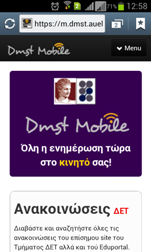 12:58
https://m.dmst.auel
Dmst Mobile
Menu
Dmst Mobile
Όλη η ενημέρωση τώρα
στο κινητό σας!
Ανακοινώσεις ΔΕΤ
Διαβάστε και αναζητήστε όλες τις
ανακοινώσεις του επίσημου site του
Τμήματος ΔΕΤ αλλά και του Eduportal.